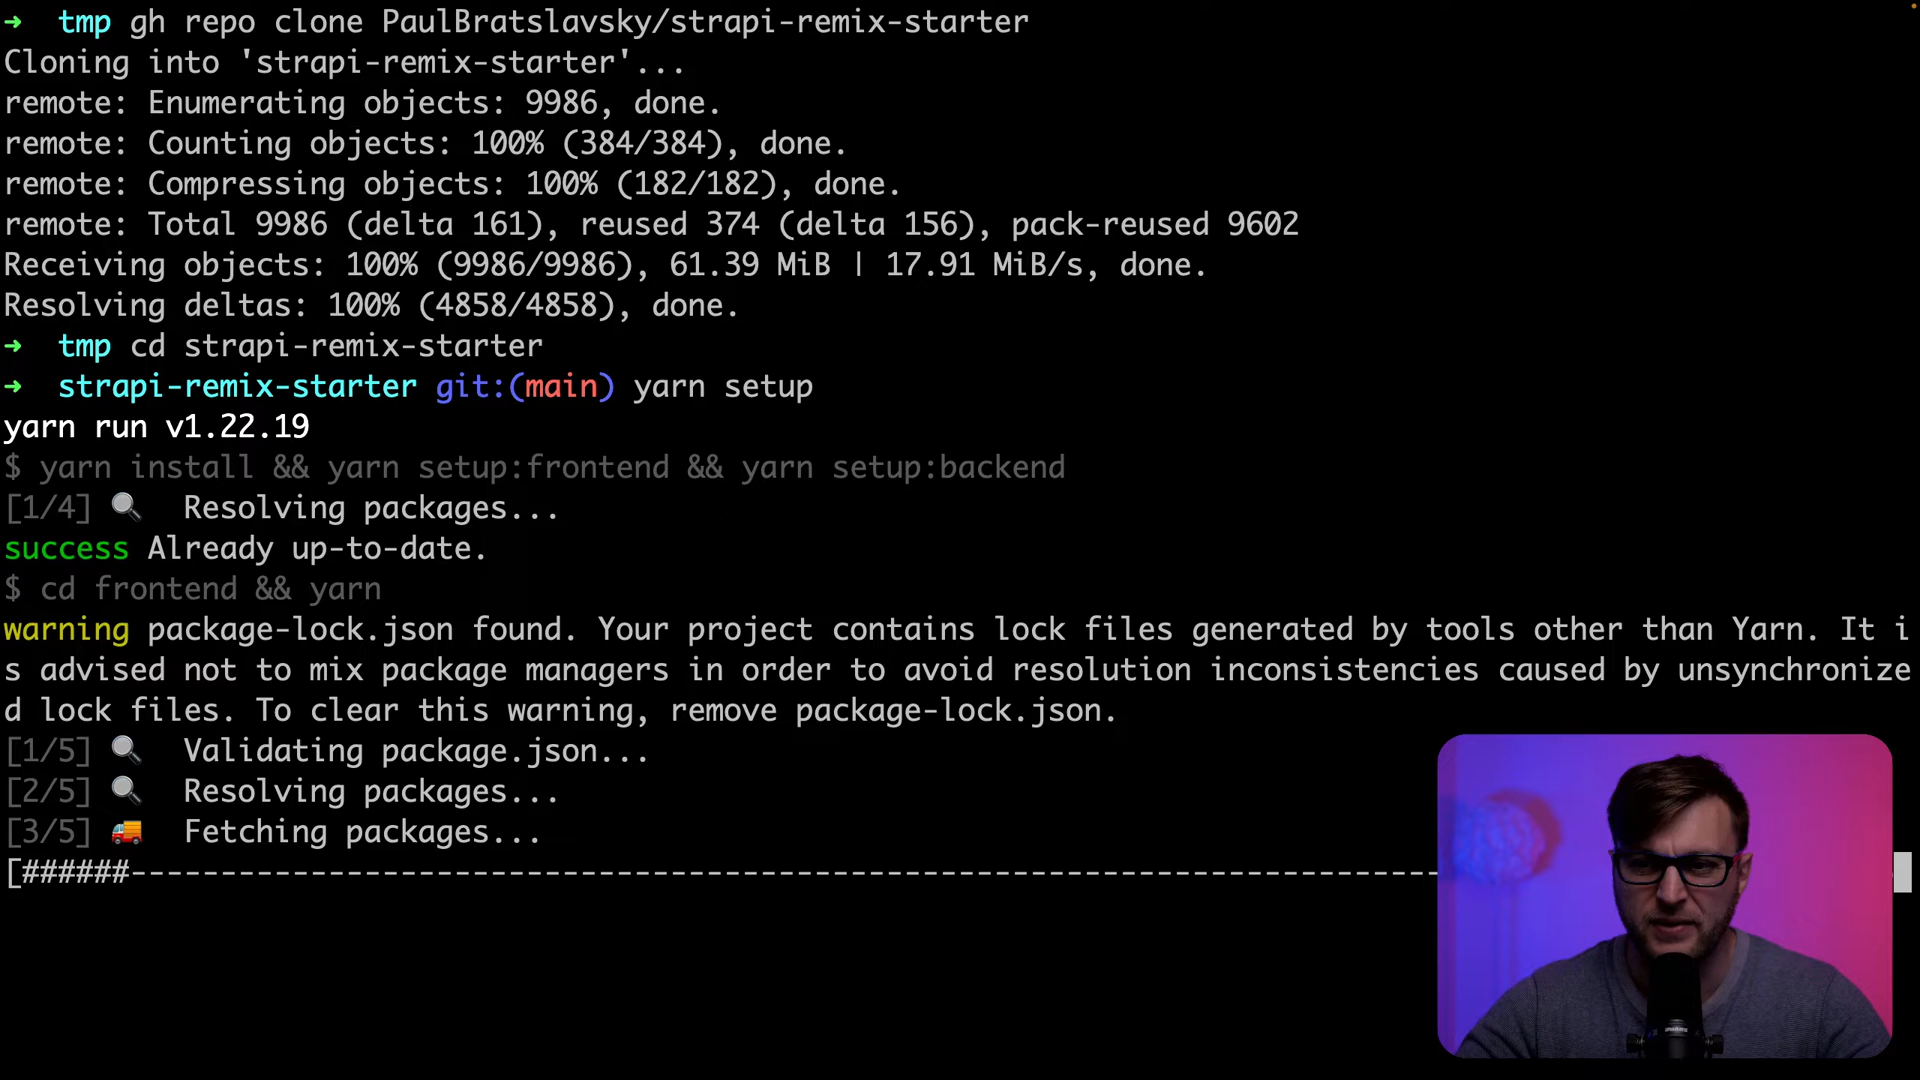 → tmp gh repo clone PaulBratslavsky/strapi-remix-starter
Cloning into 'strapi-remix-starter'...
remote: Enumerating objects: 9986, done.
remote: Counting objects: 100% (384/384), done.
remote: Compressing objects: 100% (182/182), done.
remote: Total 9986 (delta 161), reused 374 (delta 156), pack-reused 9602
Receiving objects: 100% (9986/9986), 61.39 MiB | 17.91 MiB/s, done.
Resolving deltas: 100% (4858/4858), done.
→ tmp cd strapi-remix-starter
→ strapi-remix-starter git:(main) yarn setup
yarn run v1.22.19
$ yarn install && yarn setup:frontend && yarn setup:backend
[1/4] 🔍 Resolving packages...
success Already up-to-date.
$ cd frontend && yarn
warning package-lock.json found. Your project contains lock files generated by tools other than Yarn. It i
s advised not to mix package managers in order to avoid resolution inconsistencies caused by unsynchronize
d lock files. To clear this warning, remove package-lock.json.
[1/5] 🔍 Validating package.json...
[2/5] 🔍 Resolving packages...
[3/5] 🚚 Fetching packages...
[######-------------------------------------------------------------------------